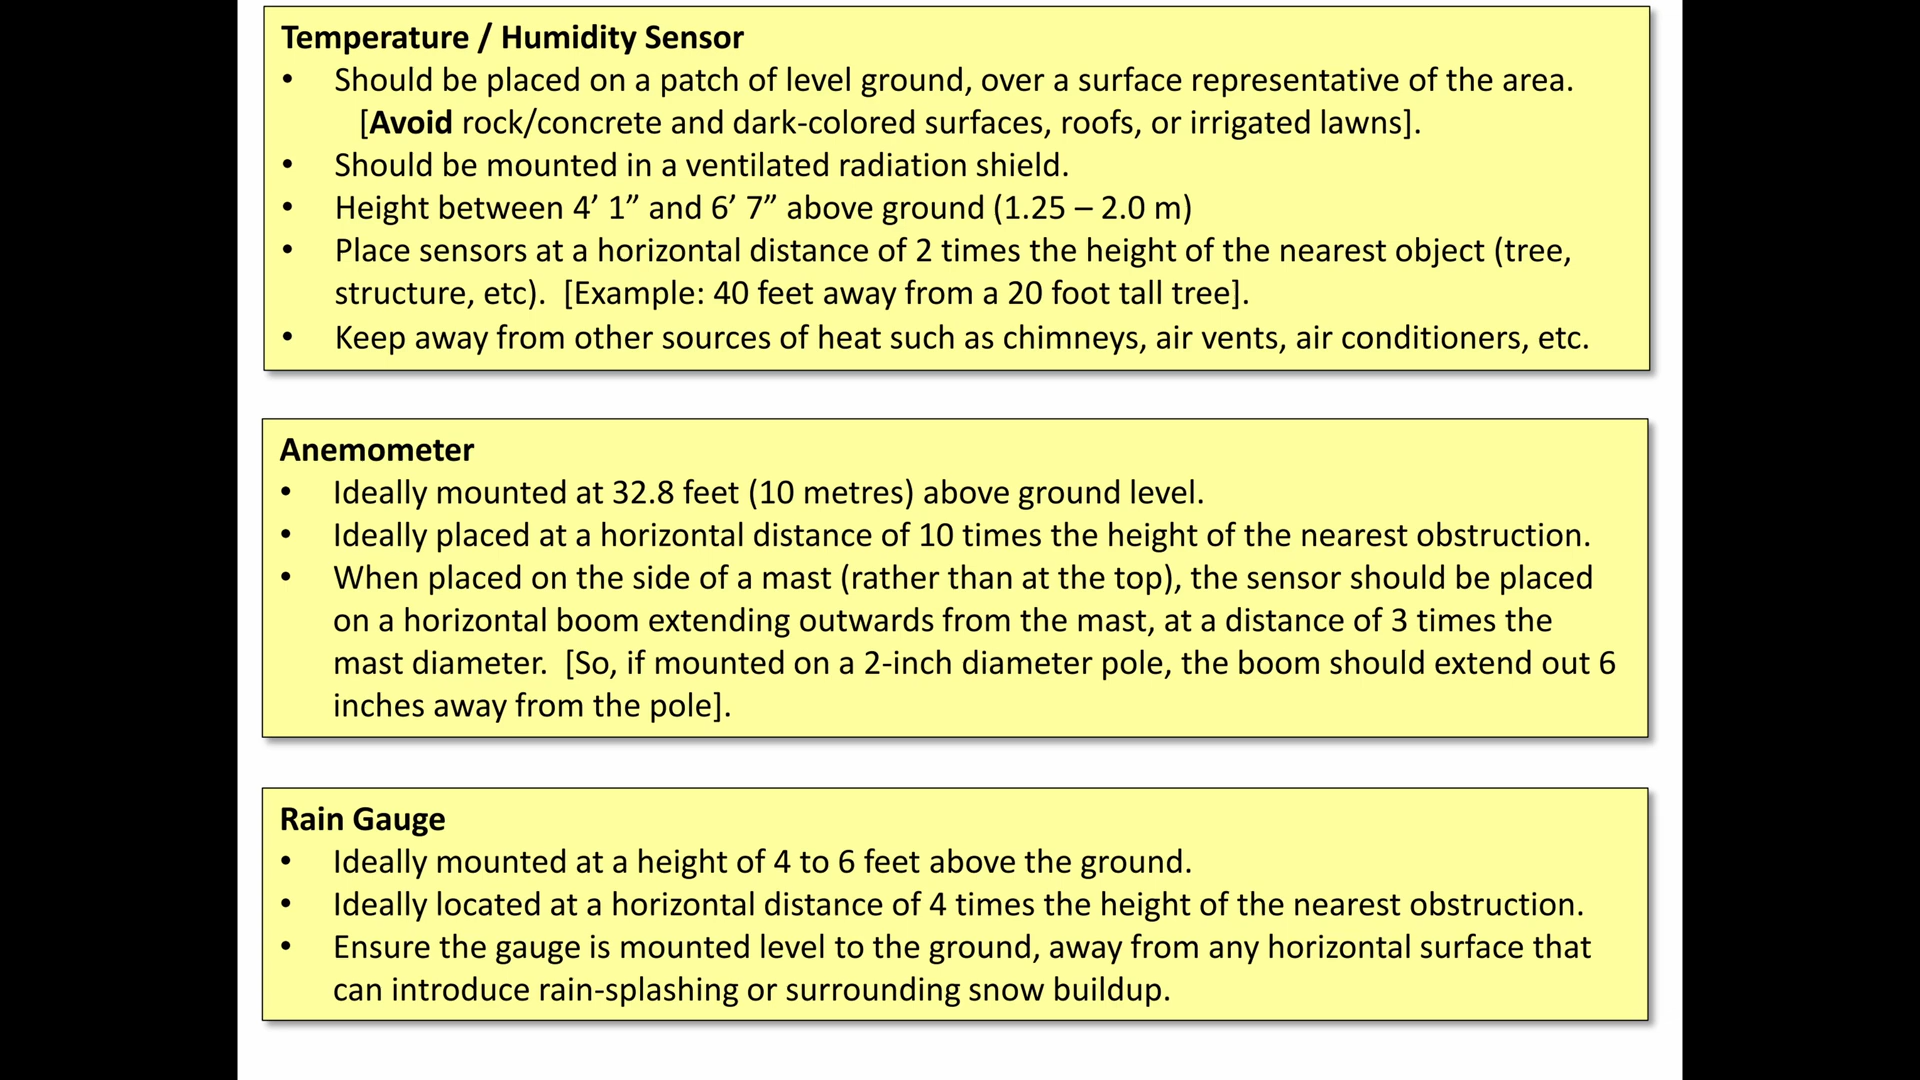 Temperature / Humidity Sensor
• Should be placed on a patch of level ground, over a surface representative of the area.
[Avoid rock/concrete and dark-colored surfaces, roofs, or irrigated lawns].
• Should be mounted in a ventilated radiation shield.
• Height between 4’ 1” and 6’ 7” above ground (1.25 – 2.0 m)
• Place sensors at a horizontal distance of 2 times the height of the nearest object (tree,
structure, etc).  [Example: 40 feet away from a 20 foot tall tree].
• Keep away from other sources of heat such as chimneys, air vents, air conditioners, etc.
Anemometer
• Ideally mounted at 32.8 feet (10 metres) above ground level.
• Ideally placed at a horizontal distance of 10 times the height of the nearest obstruction.
• When placed on the side of a mast (rather than at the top), the sensor should be placed
on a horizontal boom extending outwards from the mast, at a distance of 3 times the
mast diameter.  [So, if mounted on a 2-inch diameter pole, the boom should extend out 6
inches away from the pole].
Rain Gauge
• Ideally mounted at a height of 4 to 6 feet above the ground.
• Ideally located at a horizontal distance of 4 times the height of the nearest obstruction.
• Ensure the gauge is mounted level to the ground, away from any horizontal surface that
can introduce rain-splashing or surrounding snow buildup.